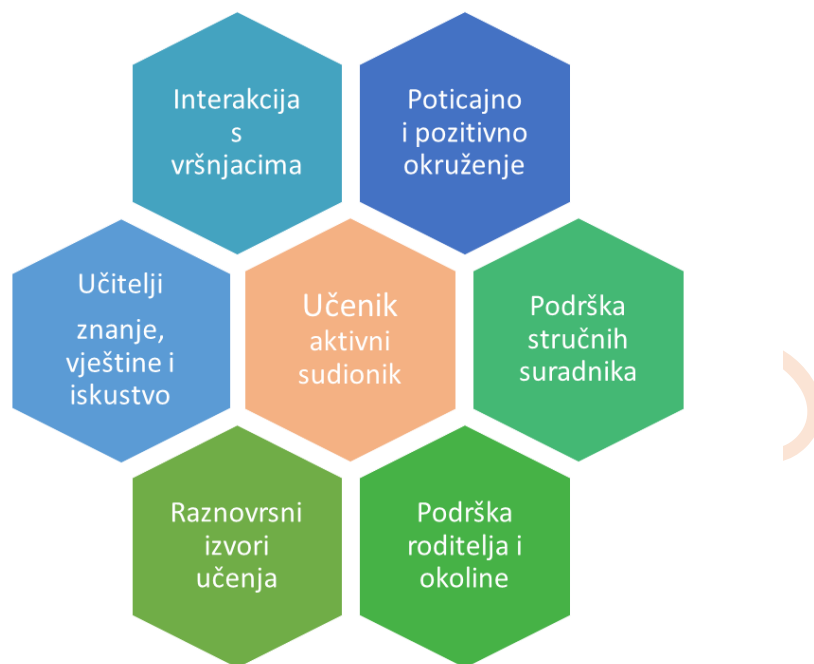 Interakcija
s
vršnjacima
Poticajno
i pozitivno
okruženje
Učitelji
znanje,
vještine i
iskustvo
Učenik
aktivni
sudionik
Podrška
stručnih
suradnika
Raznovrsni
izvori
učenja
Podrška
roditelja i
okoline